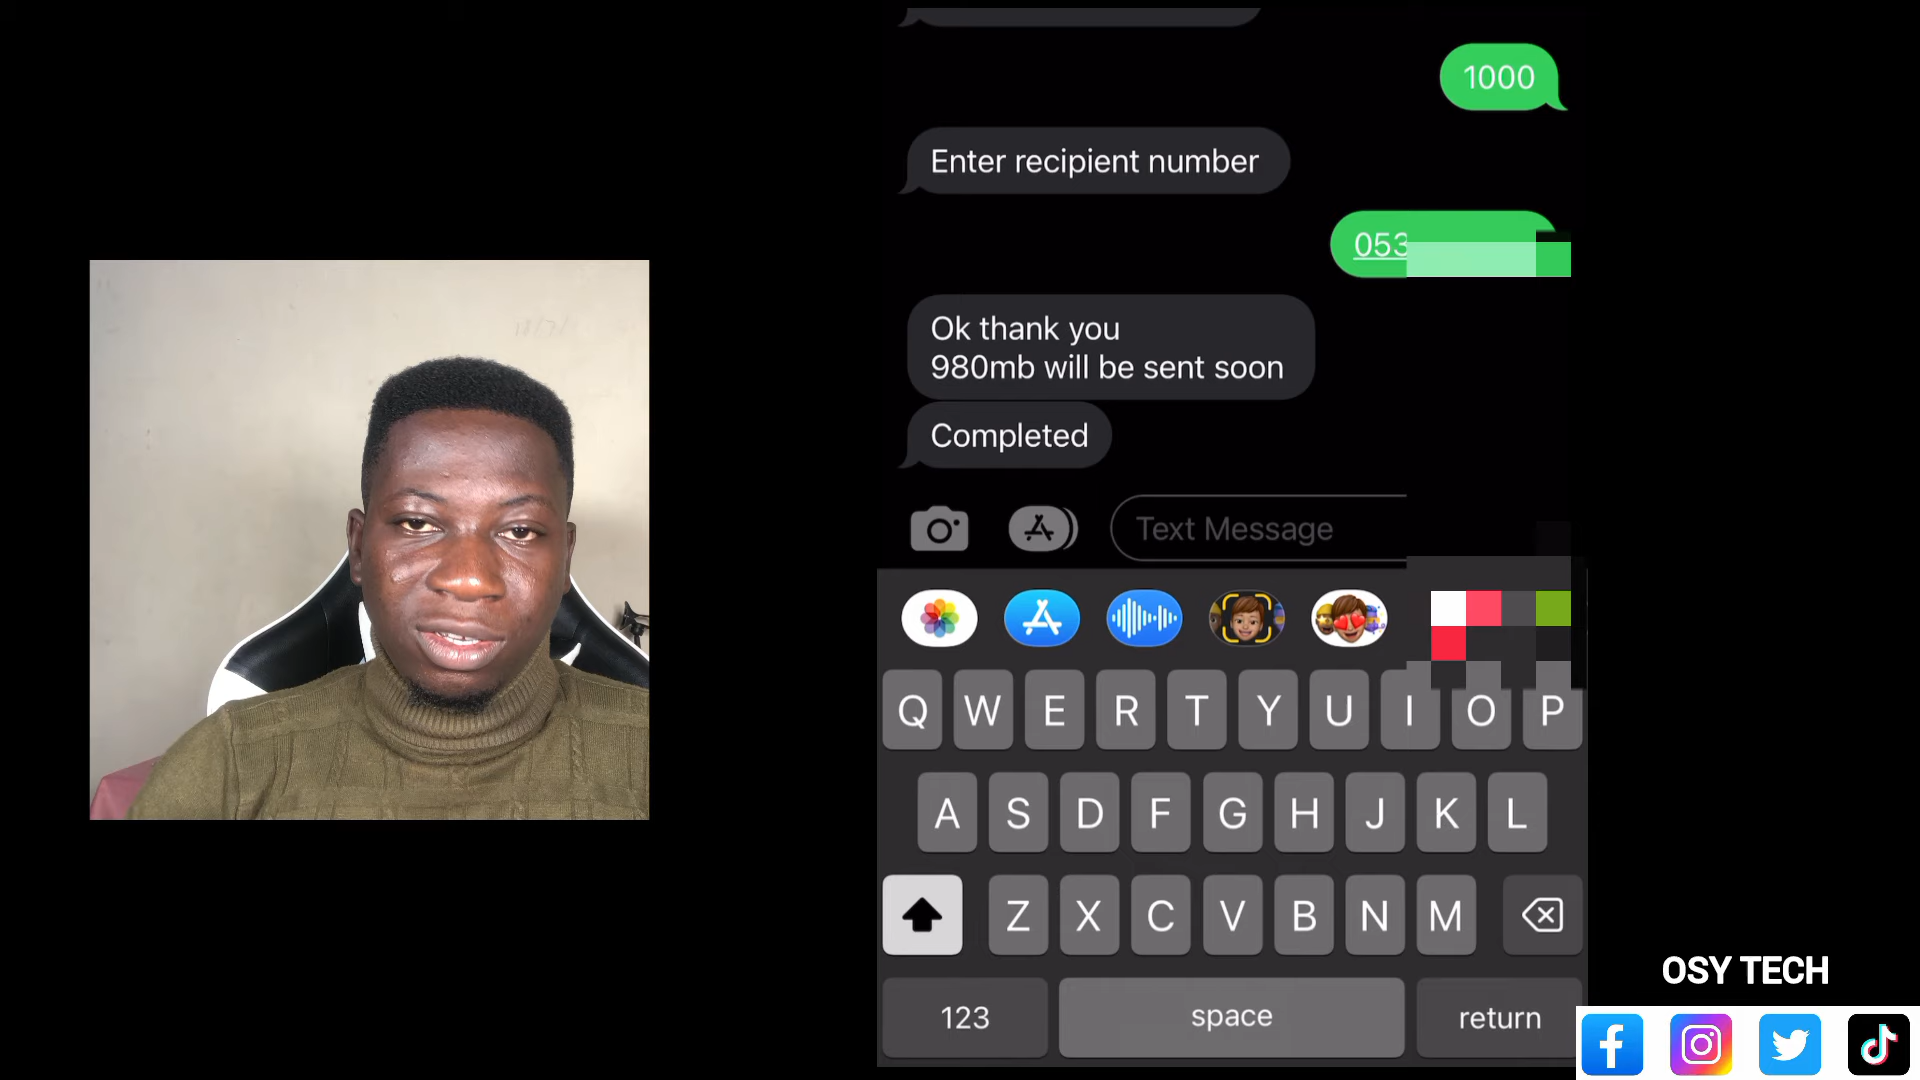 1000
Enter recipient number
053
Ok thank you
980mb will be sent soon
Completed
Text Message
Q W E R T Y U I O P
A S D F G H J K L
Z X C V B N M
123 space return
OSY TECH